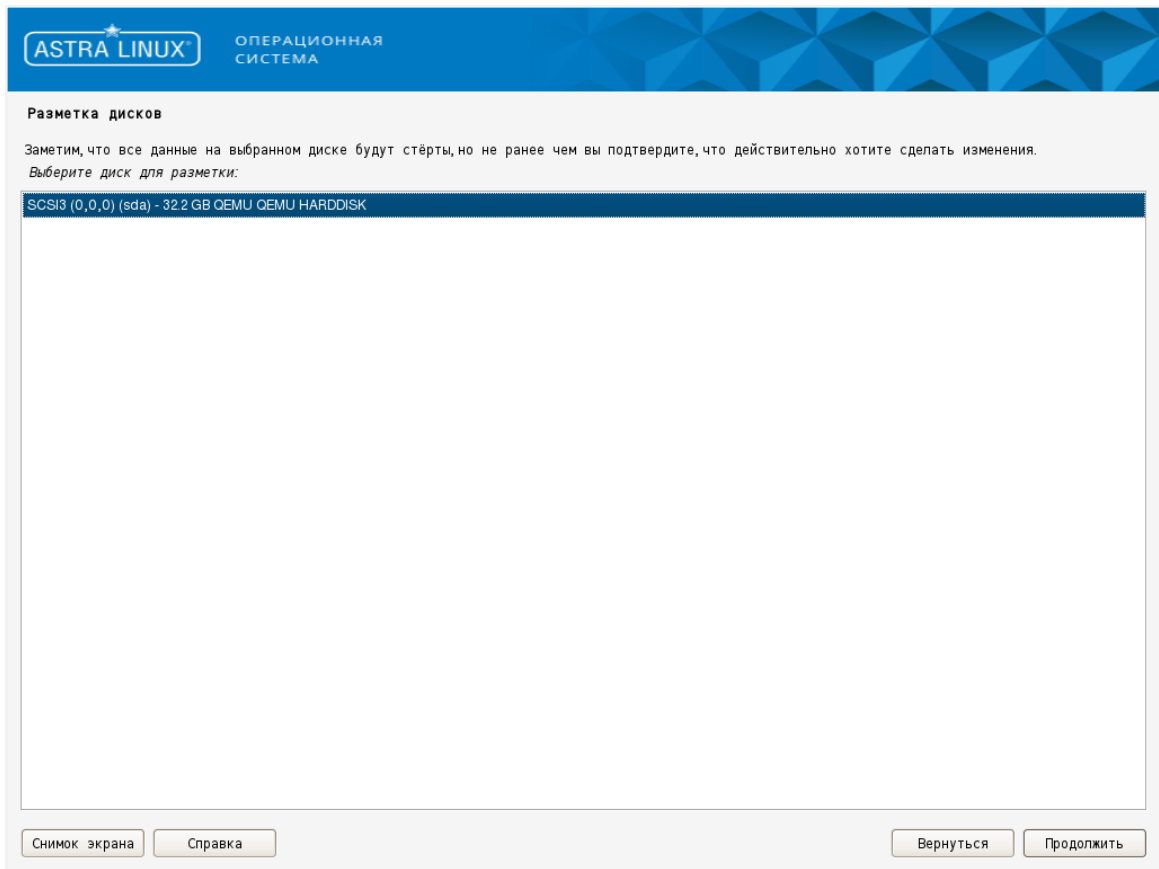 ASTRA LINUX®
ОПЕРАЦИОННАЯ
СИСТЕМА
Разметка дисков
Заметим, что все данные на выбранном диске будут стёрты, но не ранее чем вы подтвердите, что действительно хотите сделать изменения.
Выберите диск для разметки:
SCSI3 (0,0,0) (sda) - 32.2 GB QEMU QEMU HARDDISK
Снимок экрана
Справка
Вернуться
Продолжить